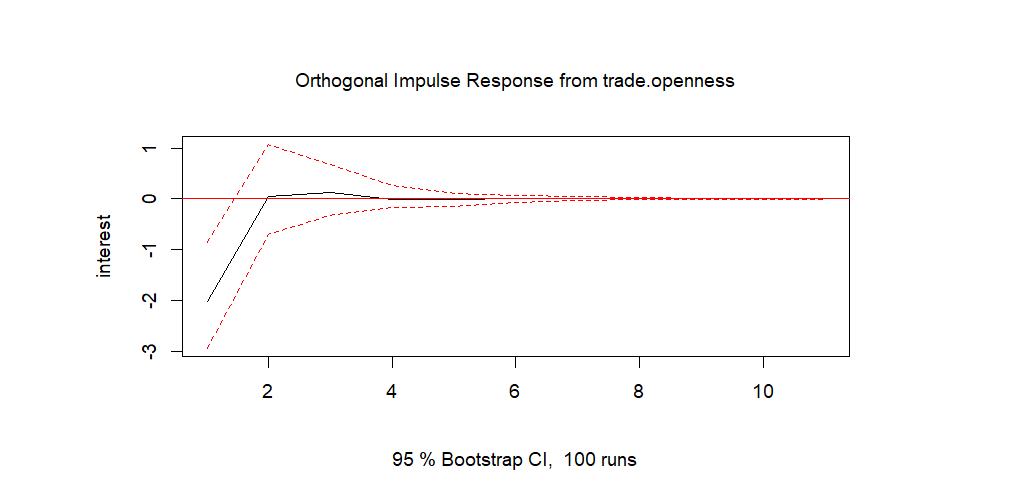 Orthogonal Impulse Response from trade.openness
interest
1
0
-1
-2
-3
2 4 6 8 10
95 % Bootstrap CI,  100 runs